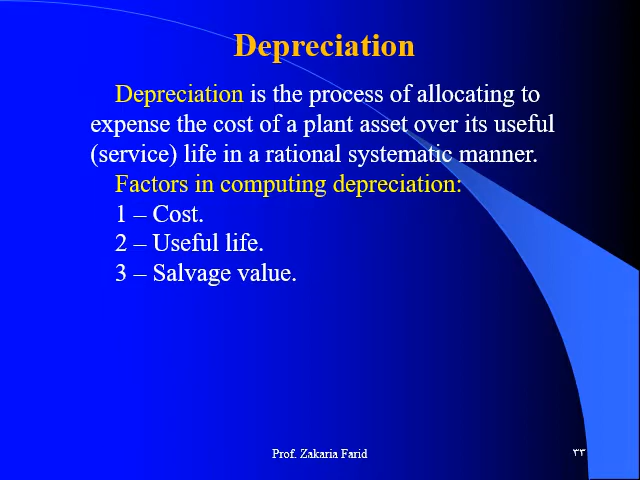 Depreciation
Depreciation is the process of allocating to
expense the cost of a plant asset over its useful
(service) life in a rational systematic manner.
Factors in computing depreciation:
1 – Cost.
2 – Useful life.
3 – Salvage value.
Prof. Zakaria Farid
٣٣